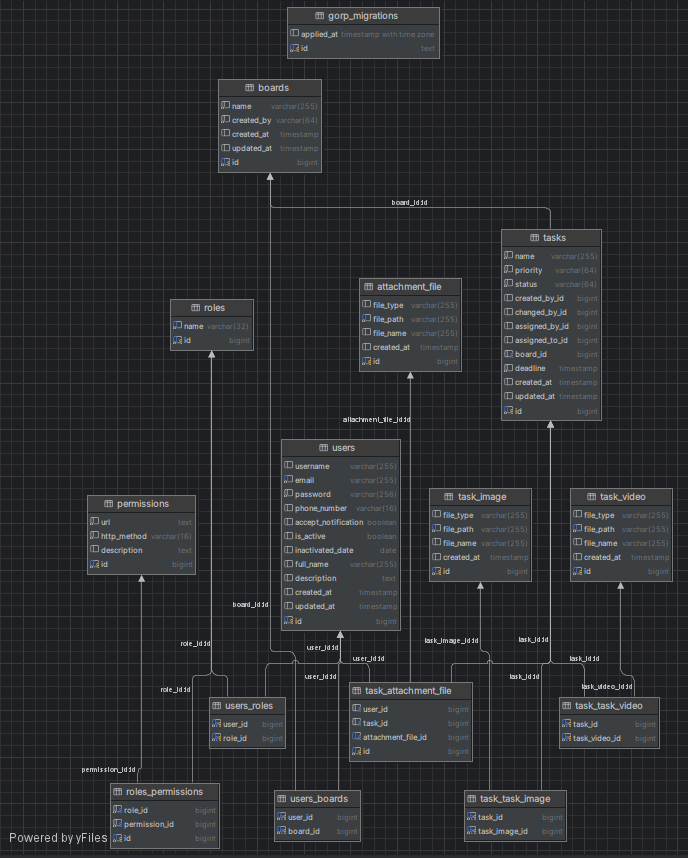 gorp_migrations
applied_at timestamp with time zone
id text
boards
name varchar(255)
created_by varchar(64)
created_at timestamp
updated_at timestamp
id bigint
board_id:id
tasks
name varchar(255)
priority varchar(64)
status varchar(64)
created_by_id bigint
changed_by_id bigint
assigned_by_id bigint
assigned_to_id bigint
board_id bigint
deadline timestamp
created_at timestamp
updated_at timestamp
id bigint
attachment_file
file_type varchar(255)
file_path varchar(255)
file_name varchar(255)
created_at timestamp
id bigint
roles
name varchar(32)
id bigint
attachment_file_id:id
users
username varchar(255)
email varchar(255)
password varchar(256)
phone_number varchar(16)
accept_notification boolean
is_active boolean
inactivated_date date
full_name varchar(255)
description text
created_at timestamp
updated_at timestamp
id bigint
permissions
url text
http_method varchar(16)
description text
id bigint
task_image
file_type varchar(255)
file_path varchar(255)
file_name varchar(255)
created_at timestamp
id bigint
task_video
file_type varchar(255)
file_path varchar(255)
file_name varchar(255)
created_at timestamp
id bigint
board_id:id
role_id:id
user_id:id
task_image_id:id
task_id:id
user_id:id
task_id:id
user_id:id
task_id:id
role_id:id
task_video_id:id
users_roles
user_id bigint
role_id bigint
task_attachment_file
user_id bigint
task_id bigint
attachment_file_id bigint
id bigint
task_task_video
task_id bigint
task_video_id bigint
permission_id:id
roles_permissions
role_id bigint
permission_id bigint
id bigint
users_boards
user_id bigint
board_id bigint
task_task_image
task_id bigint
task_image_id bigint
Powered by yFiles